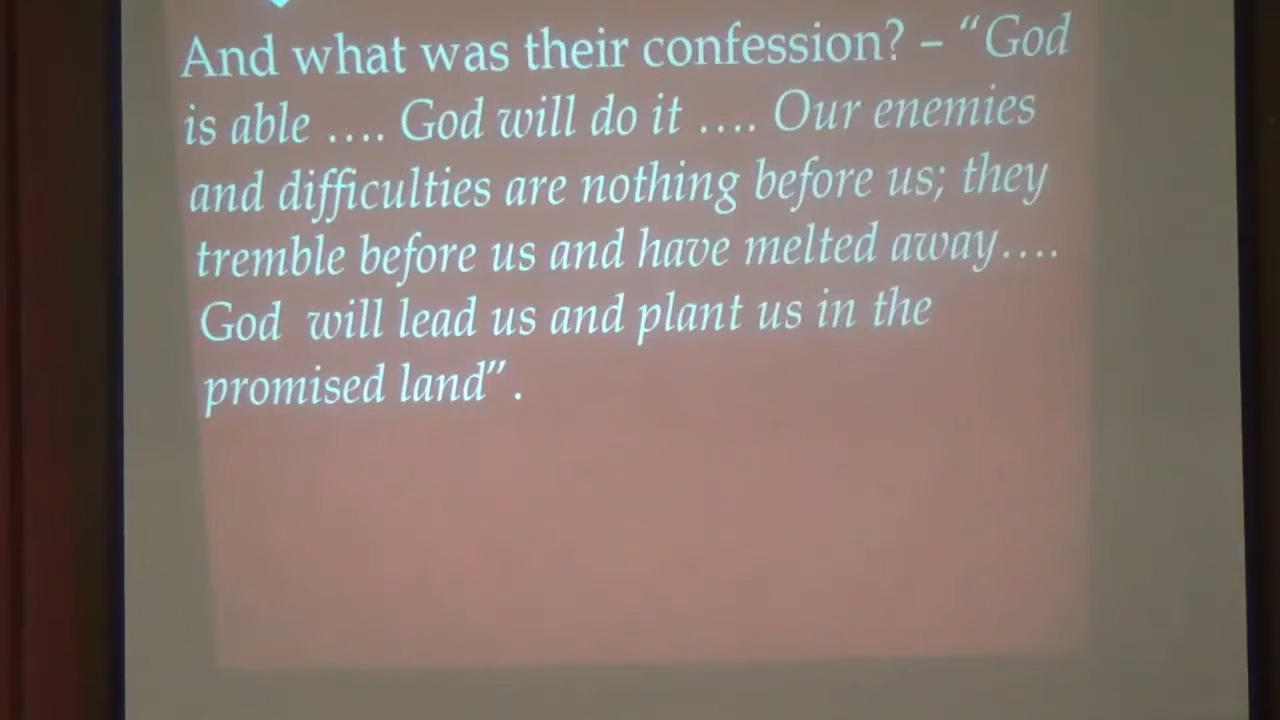 And what was their confession? – “God
is able …. God will do it …. Our enemies
and difficulties are nothing before us; they
tremble before us and have melted away….
God will lead us and plant us in the
promised land”.